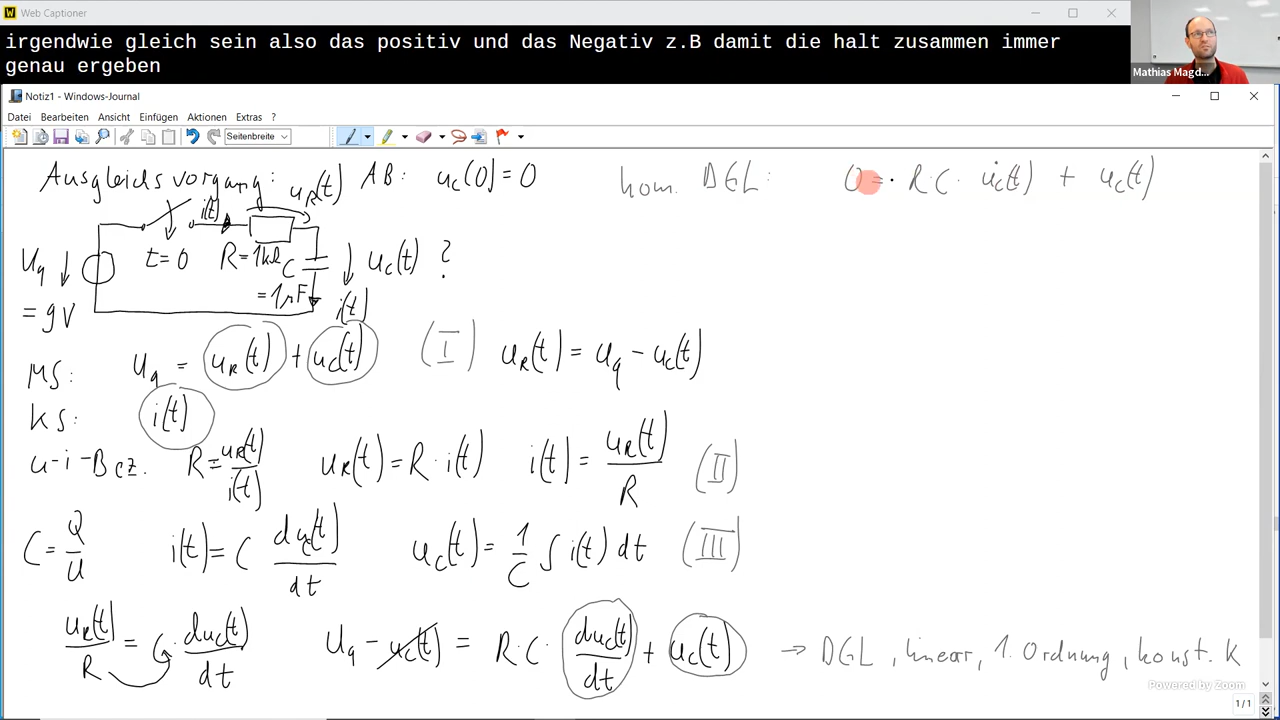 Web Captioner
irgendwie gleich sein also das positiv und das Negativ z.B damit die halt zusammen immer
genau ergeben
Mathias Magd...
Notiz1 - Windows-Journal
Datei Bearbeiten Ansicht Einfügen Aktionen Extras ?
Seitenbreite
Ausgleichsvorgang: AB: u_C(0) = 0
hom. DGL: 0 = R·C· u̇_C(t) + u_C(t)
u_R(t)
i(t)
U_q t=0 R=1kΩ C u_C(t) ?
= 9V = 1µF i(t)
MS: U_q = u_R(t) + u_C(t) (I) u_R(t) = U_q - u_C(t)
KS: i(t)
u-i-Bez. R = u_R(t)/i(t) u_R(t) = R · i(t) i(t) = u_R(t)/R (II)
C = Q/U i(t) = C du_C(t)/dt u_C(t) = 1/C ∫ i(t) dt (III)
u_R(t)/R = C · du_C(t)/dt U_q - u_C(t) = R·C· du_C(t)/dt + u_C(t) → DGL, linear, 1. Ordnung, konst. K
Powered by Zoom
1/1